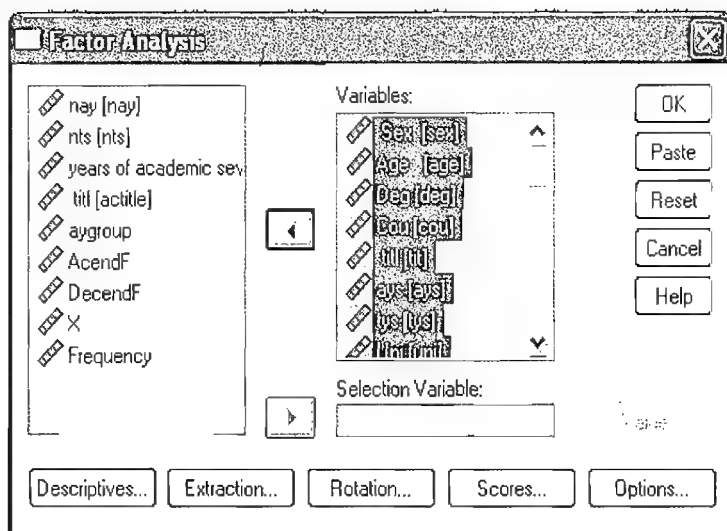 Factor Analysis
nay [nay]
nts [nts]
years of academic sev
titl [actitle]
aygroup
AcendF
DecendF
X
Frequency
Variables:
Sex [sex]
Age [age]
Deg [deg]
Cou [cou]
ays [ays]
tys [tys]
Selection Variable:
OK
Paste
Reset
Cancel
Help
Descriptives...
Extraction...
Rotation...
Scores...
Options...